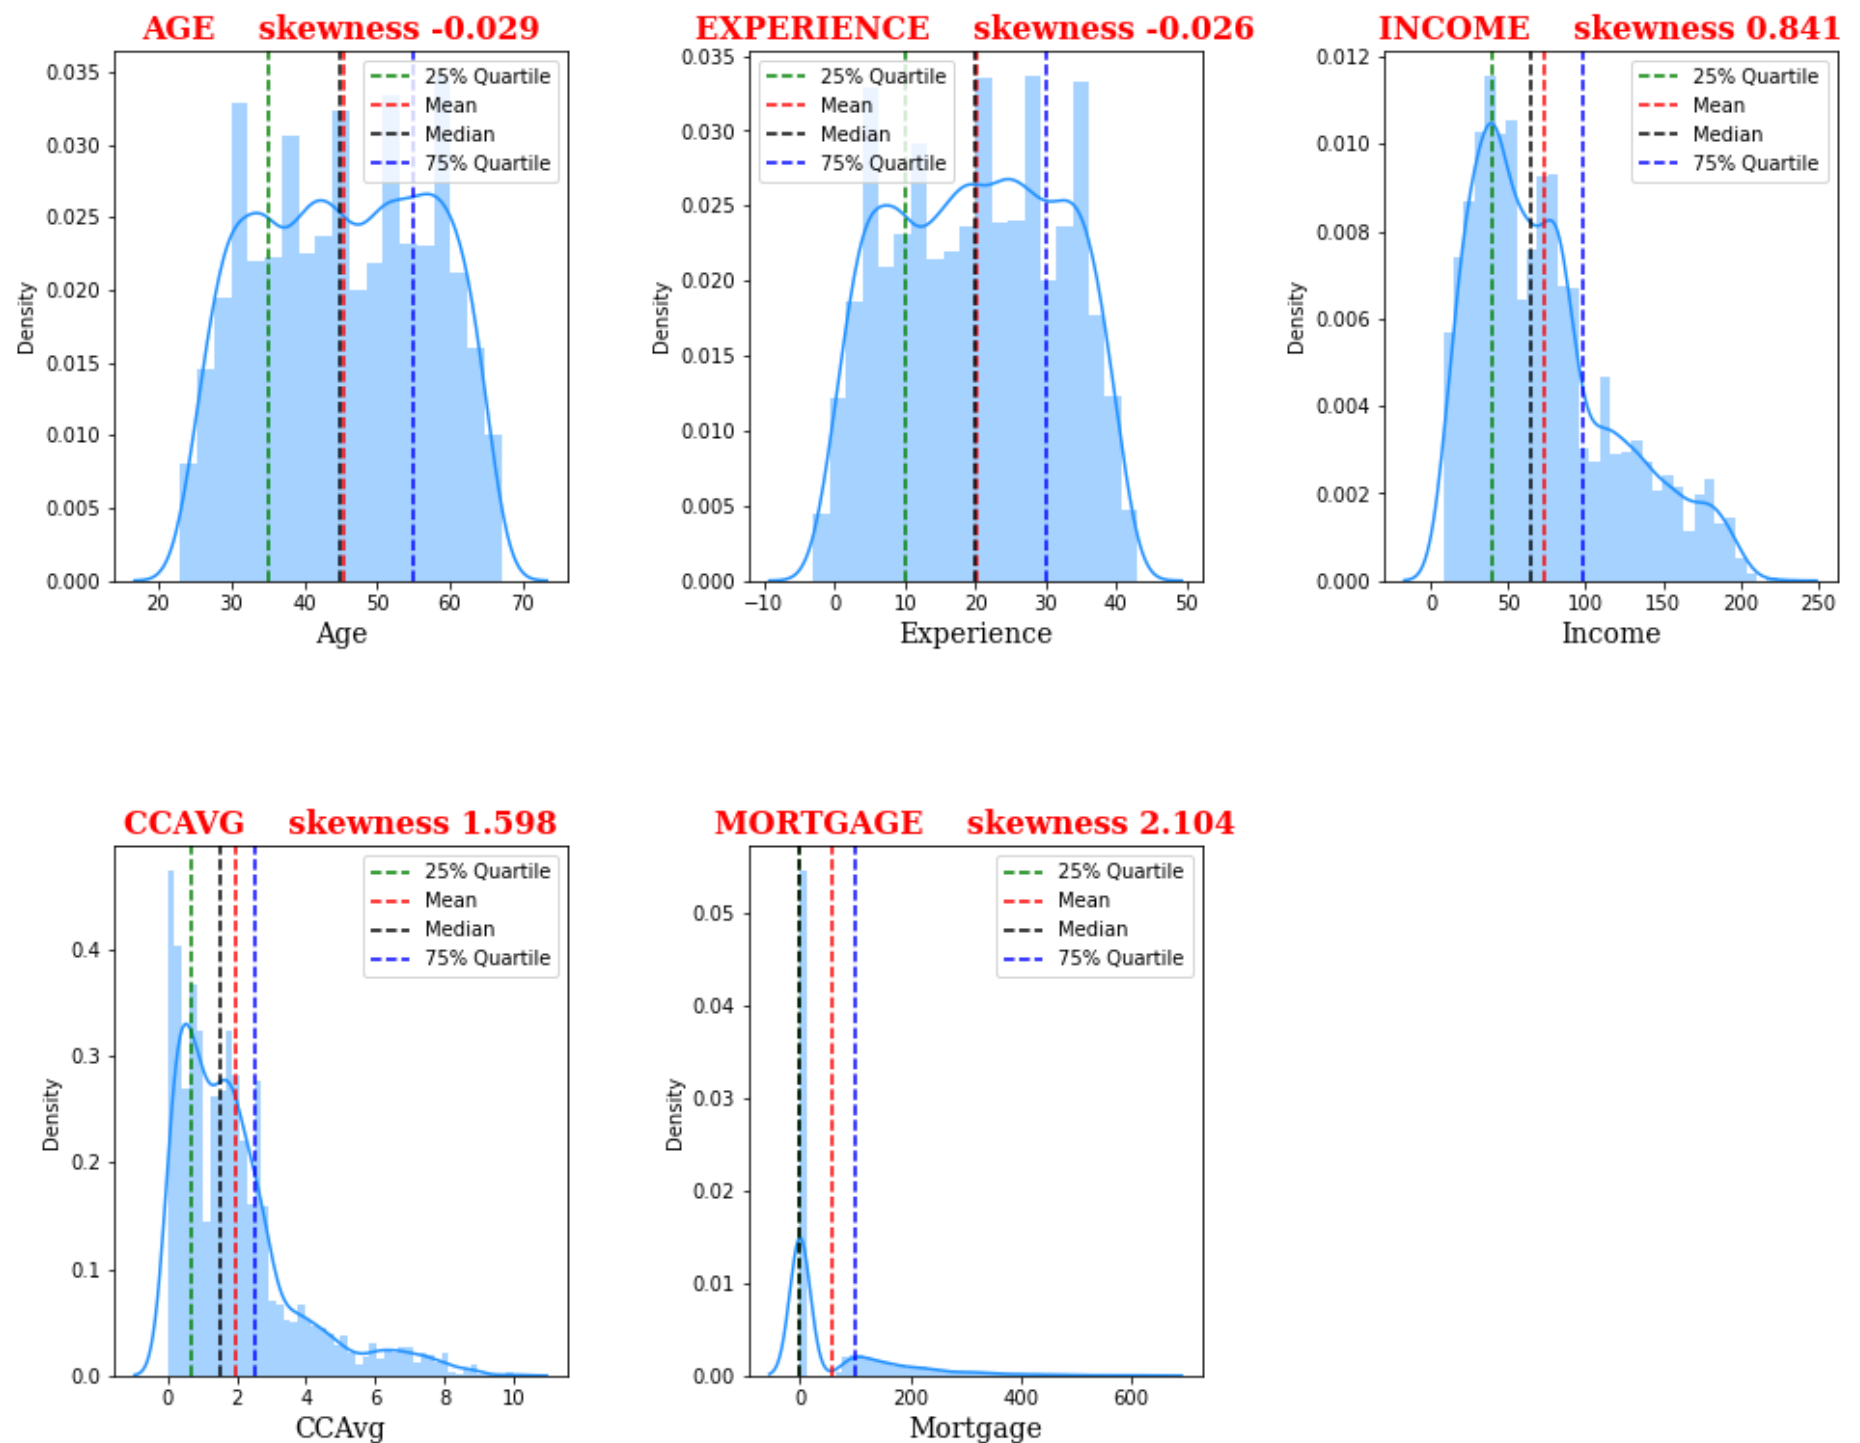 AGE skewness -0.029
0.035
0.030
0.025
0.020
0.015
0.010
0.005
0.000
Density
25% Quartile
Mean
Median
75% Quartile
20 30 40 50 60 70
Age
EXPERIENCE skewness -0.026
0.035
0.030
0.025
0.020
0.015
0.010
0.005
0.000
Density
25% Quartile
Mean
Median
75% Quartile
−10 0 10 20 30 40 50
Experience
INCOME skewness 0.841
0.012
0.010
0.008
0.006
0.004
0.002
0.000
Density
25% Quartile
Mean
Median
75% Quartile
0 50 100 150 200 250
Income
CCAVG skewness 1.598
0.4
0.3
0.2
0.1
0.0
Density
25% Quartile
Mean
Median
75% Quartile
0 2 4 6 8 10
CCAvg
MORTGAGE skewness 2.104
0.05
0.04
0.03
0.02
0.01
0.00
Density
25% Quartile
Mean
Median
75% Quartile
0 200 400 600
Mortgage